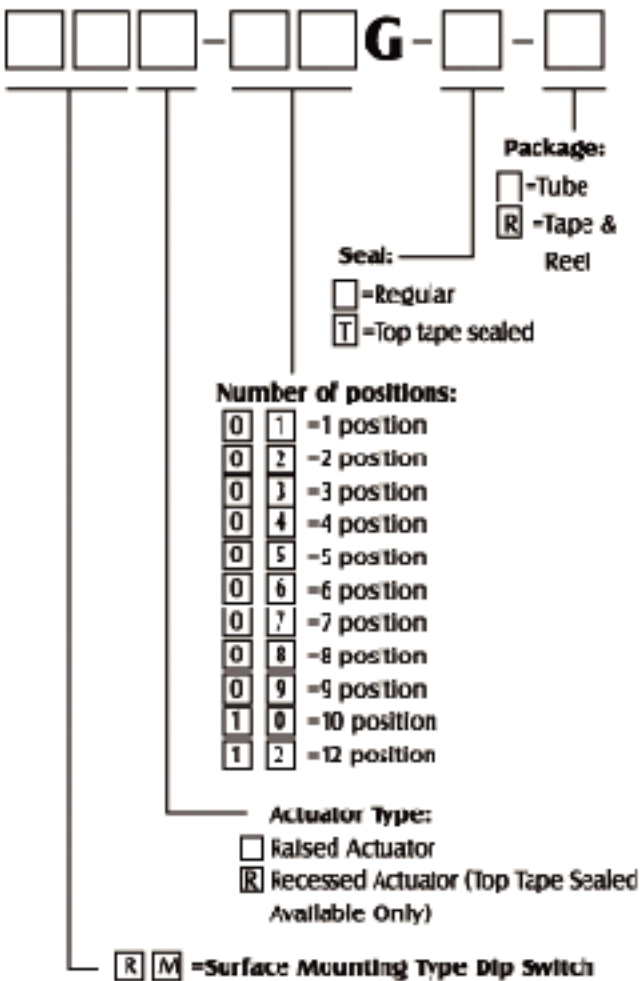 - G - -
Package:
=Tube
R =Tape &
Reel
Seal:
=Regular
T =Top tape sealed
Number of positions:
0 1 =1 position
0 2 =2 position
0 3 =3 position
0 4 =4 position
0 5 =5 position
0 6 =6 position
0 7 =7 position
0 8 =8 position
0 9 =9 position
1 0 =10 position
1 2 =12 position
Actuator Type:
Raised Actuator
R Recessed Actuator (Top Tape Sealed
Available Only)
R M =Surface Mounting Type Dip Switch